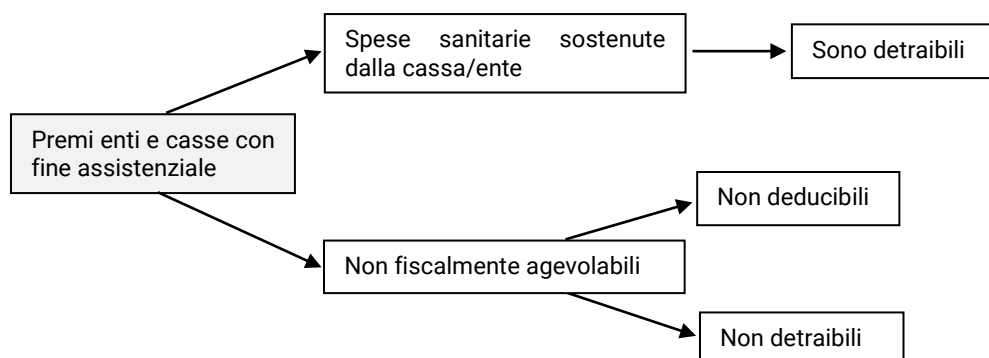 Spese sanitarie sostenute
dalla cassa/ente
Sono detraibili
Premi enti e casse con
fine assistenziale
Non deducibili
Non fiscalmente agevolabili
Non detraibili